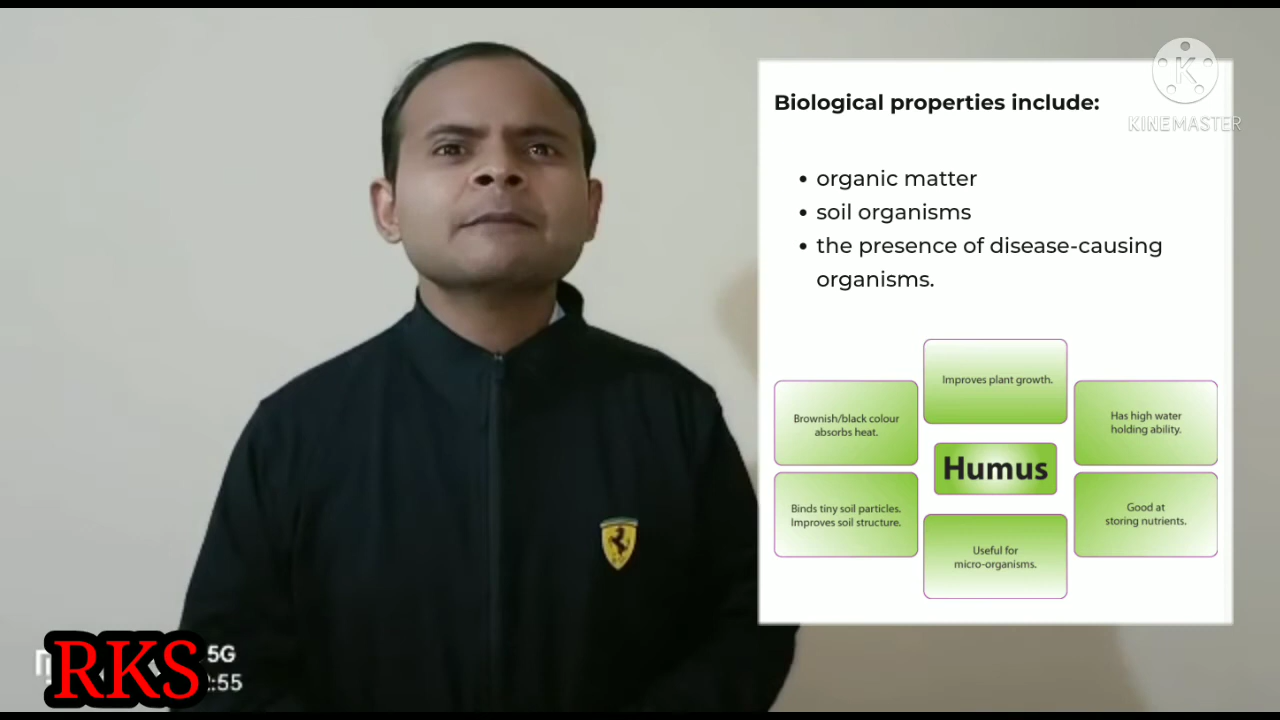 Biological properties include:
KINEMASTER
• organic matter
• soil organisms
• the presence of disease-causing
organisms.
Improves plant growth.
Brownish/black colour
absorbs heat.
Has high water
holding ability.
Humus
Binds tiny soil particles.
Improves soil structure.
Good at
storing nutrients.
Useful for
micro-organisms.
RKS
5G
:55